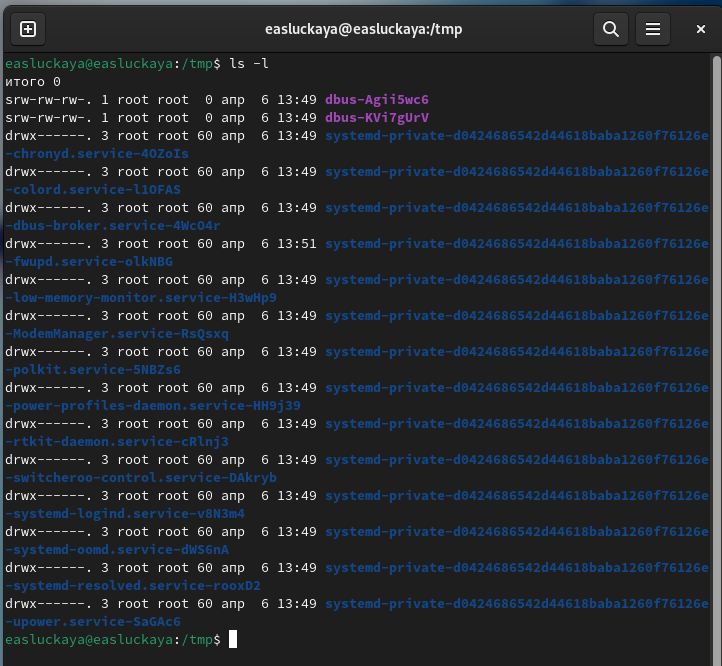 easluckaya@easluckaya:/tmp
easluckaya@easluckaya:/tmp$ ls -l
итого 0
srw-rw-rw-. 1 root root  0 апр  6 13:49 dbus-Agii5wc6
srw-rw-rw-. 1 root root  0 апр  6 13:49 dbus-KVi7gUrV
drwx------. 3 root root 60 апр  6 13:49 systemd-private-d0424686542d44618baba1260f76126e
-chronyd.service-4OZoIs
drwx------. 3 root root 60 апр  6 13:49 systemd-private-d0424686542d44618baba1260f76126e
-colord.service-l1OFAS
drwx------. 3 root root 60 апр  6 13:49 systemd-private-d0424686542d44618baba1260f76126e
-dbus-broker.service-4WcO4r
drwx------. 3 root root 60 апр  6 13:51 systemd-private-d0424686542d44618baba1260f76126e
-fwupd.service-olkNBG
drwx------. 3 root root 60 апр  6 13:49 systemd-private-d0424686542d44618baba1260f76126e
-low-memory-monitor.service-H3wHp9
drwx------. 3 root root 60 апр  6 13:49 systemd-private-d0424686542d44618baba1260f76126e
-ModemManager.service-RsQsxq
drwx------. 3 root root 60 апр  6 13:49 systemd-private-d0424686542d44618baba1260f76126e
-polkit.service-5NBZsG
drwx------. 3 root root 60 апр  6 13:49 systemd-private-d0424686542d44618baba1260f76126e
-power-profiles-daemon.service-HH9j39
drwx------. 3 root root 60 апр  6 13:49 systemd-private-d0424686542d44618baba1260f76126e
-rtkit-daemon.service-cRlnj3
drwx------. 3 root root 60 апр  6 13:49 systemd-private-d0424686542d44618baba1260f76126e
-switcheroo-control.service-DAkryb
drwx------. 3 root root 60 апр  6 13:49 systemd-private-d0424686542d44618baba1260f76126e
-systemd-logind.service-v8N3m4
drwx------. 3 root root 60 апр  6 13:49 systemd-private-d0424686542d44618baba1260f76126e
-systemd-oomd.service-dWS6nA
drwx------. 3 root root 60 апр  6 13:49 systemd-private-d0424686542d44618baba1260f76126e
-systemd-resolved.service-rooxD2
drwx------. 3 root root 60 апр  6 13:49 systemd-private-d0424686542d44618baba1260f76126e
-upower.service-SaGAc6
easluckaya@easluckaya:/tmp$